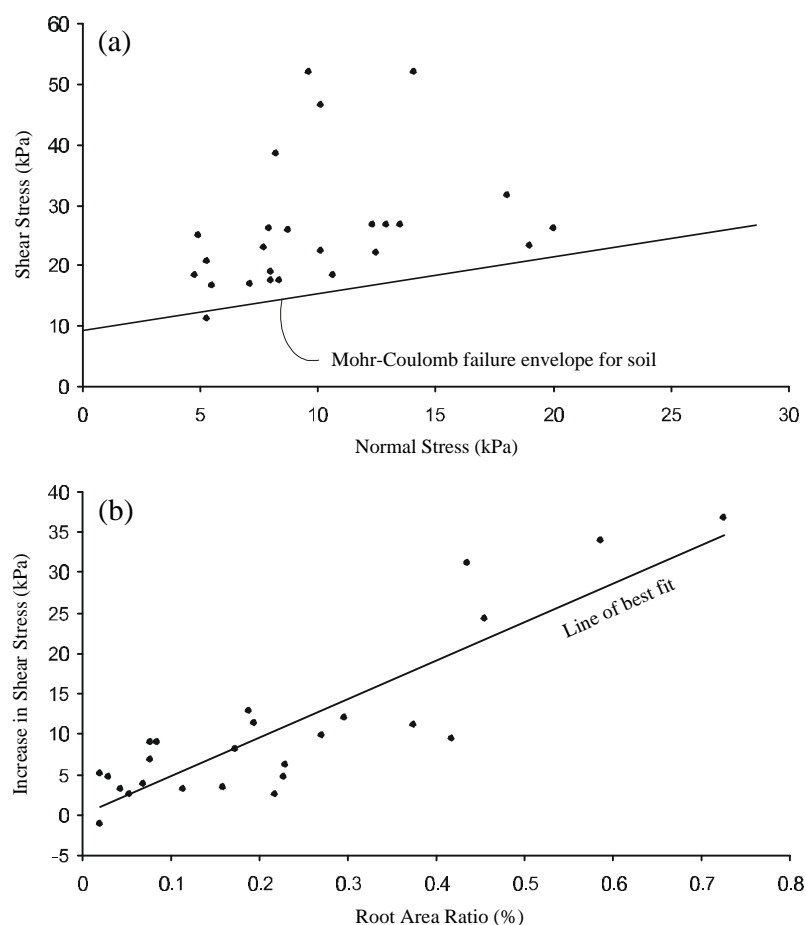 (a)
Shear Stress (kPa)
60
50
40
30
20
10
0
Mohr-Coulomb failure envelope for soil
0 5 10 15 20 25 30
Normal Stress (kPa)
(b)
Increase in Shear Stress (kPa)
40
35
30
25
20
15
10
5
0
-5
Line of best fit
0 0.1 0.2 0.3 0.4 0.5 0.6 0.7 0.8
Root Area Ratio (%)